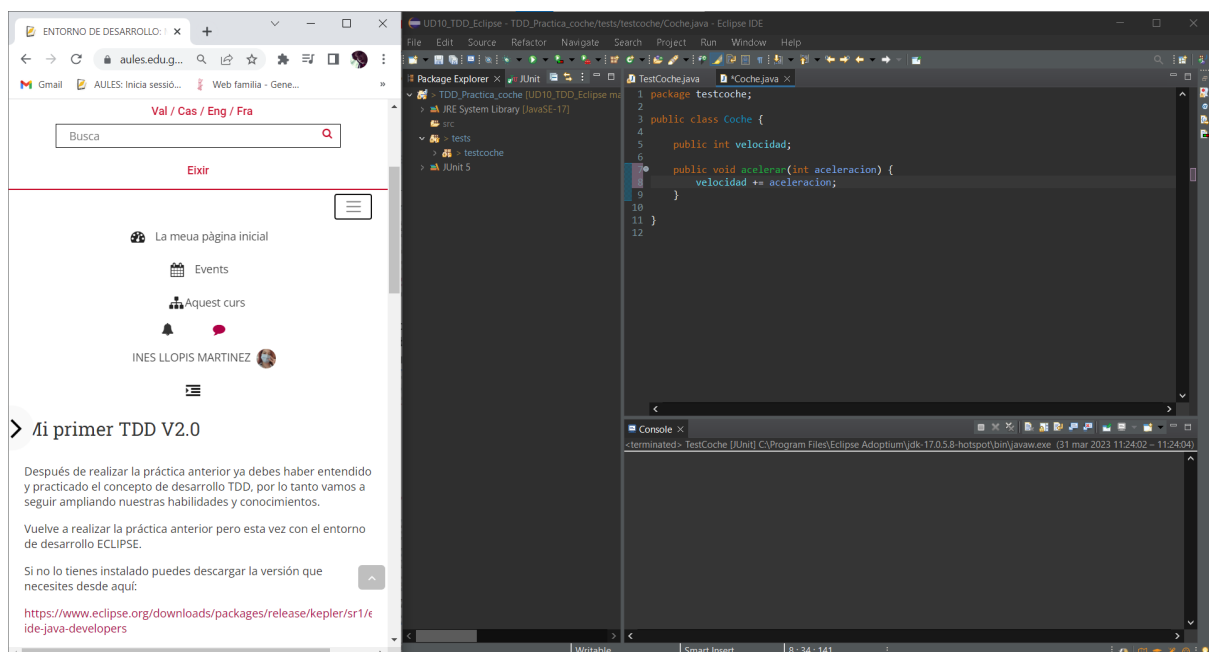 ENTORNO DE DESARROLLO: I
aules.edu.g...
Gmail AULES: Inicia sessió... Web familia - Gene... »
Val / Cas / Eng / Fra
Busca
Eixir
La meua pàgina inicial
Events
Aquest curs
INES LLOPIS MARTINEZ
Mi primer TDD V2.0
Después de realizar la práctica anterior ya debes haber entendido
y practicado el concepto de desarrollo TDD, por lo tanto vamos a
seguir ampliando nuestras habilidades y conocimientos.
Vuelve a realizar la práctica anterior pero esta vez con el entorno
de desarrollo ECLIPSE.
Si no lo tienes instalado puedes descargar la versión que
necesites desde aquí:
https://www.eclipse.org/downloads/packages/release/kepler/sr1/e
ide-java-developers
UD10_TDD_Eclipse - TDD_Practica_coche/tests/testcoche/Coche.java - Eclipse IDE
File Edit Source Refactor Navigate Search Project Run Window Help
Package Explorer JUnit
> TDD_Practica_coche [UD10_TDD_Eclipse ma
JRE System Library [JavaSE-17]
src
> tests
> testcoche
JUnit 5
TestCoche.java *Coche.java
1 package testcoche;
2
3 public class Coche {
4
5 public int velocidad;
6
7 public void acelerar(int aceleracion) {
8 velocidad += aceleracion;
9 }
10
11 }
12
Console
<terminated> TestCoche [JUnit] C:\Program Files\Eclipse Adoptium\jdk-17.0.5.8-hotspot\bin\javaw.exe (31 mar 2023 11:24:02 – 11:24:04)
Writable Smart Insert 8 : 34 : 141